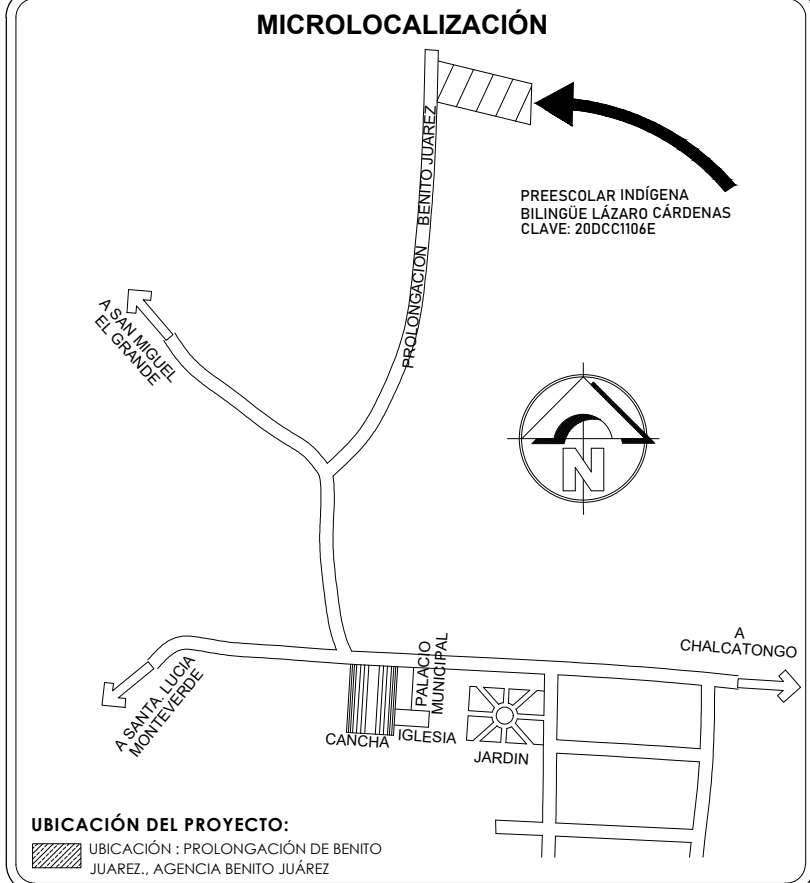 MICROLOCALIZACIÓN
PROLONGACION BENITO JUAREZ
PREESCOLAR INDÍGENA
BILINGÜE LÁZARO CÁRDENAS
CLAVE: 20DCC1106E
A SAN MIGUEL
EL GRANDE
N
A
CHALCATONGO
A SANTA. LUCIA
MONTEVERDE
PALACIO
MUNICIPAL
CANCHA
IGLESIA
JARDIN
UBICACIÓN DEL PROYECTO:
UBICACIÓN : PROLONGACIÓN DE BENITO
JUAREZ., AGENCIA BENITO JUÁREZ